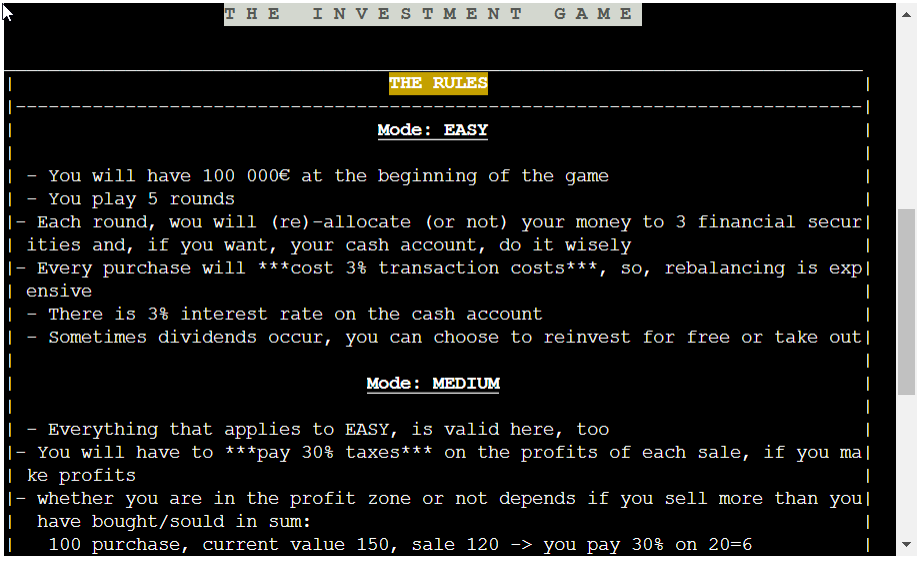 THE INVESTMENT GAME
THE RULES
Mode: EASY
- You will have 100 000€ at the beginning of the game
- You play 5 rounds
- Each round, wou will (re)-allocate (or not) your money to 3 financial secur
ities and, if you want, your cash account, do it wisely
- Every purchase will ***cost 3% transaction costs***, so, rebalancing is exp
ensive
- There is 3% interest rate on the cash account
- Sometimes dividends occur, you can choose to reinvest for free or take out
Mode: MEDIUM
- Everything that applies to EASY, is valid here, too
- You will have to ***pay 30% taxes*** on the profits of each sale, if you ma
ke profits
- whether you are in the profit zone or not depends if you sell more than you
have bought/sould in sum:
100 purchase, current value 150, sale 120 -> you pay 30% on 20=6